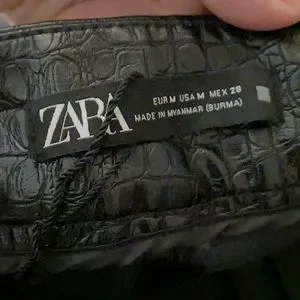 ZARA
EUR M USA M MEX 28
MADE IN MYANMAR (BURMA)